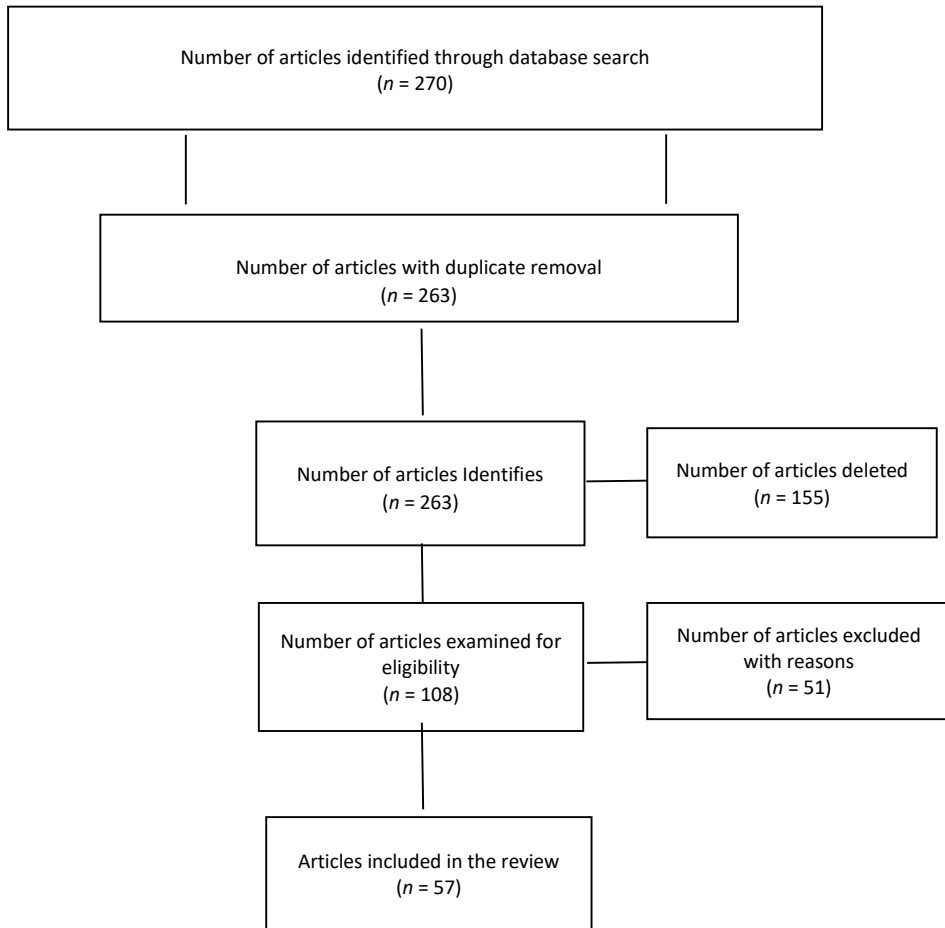 Number of articles identified through database search
(n = 270)
Number of articles with duplicate removal
(n = 263)
Number of articles Identifies
(n = 263)
Number of articles deleted
(n = 155)
Number of articles examined for
eligibility
(n = 108)
Number of articles excluded
with reasons
(n = 51)
Articles included in the review
(n = 57)